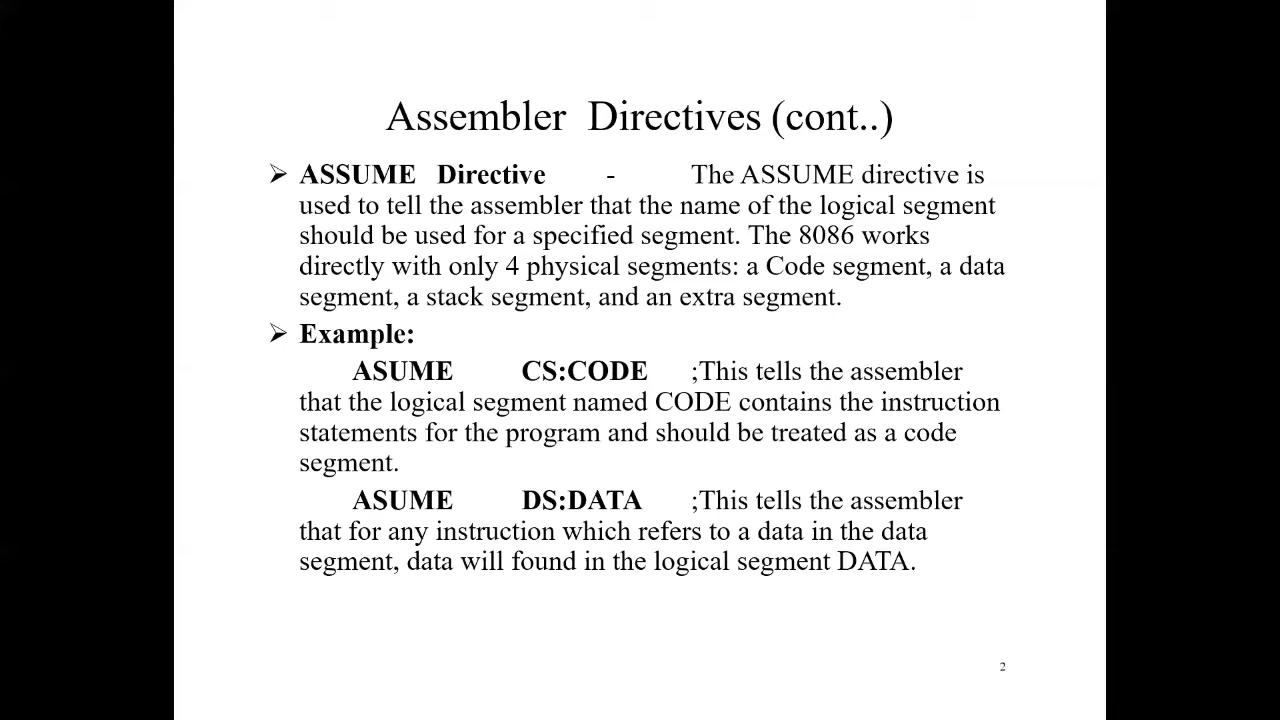 Assembler Directives (cont..)
➢ ASSUME Directive - The ASSUME directive is
used to tell the assembler that the name of the logical segment
should be used for a specified segment. The 8086 works
directly with only 4 physical segments: a Code segment, a data
segment, a stack segment, and an extra segment.
➢ Example:
ASUME CS:CODE ;This tells the assembler
that the logical segment named CODE contains the instruction
statements for the program and should be treated as a code
segment.
ASUME DS:DATA ;This tells the assembler
that for any instruction which refers to a data in the data
segment, data will found in the logical segment DATA.
2